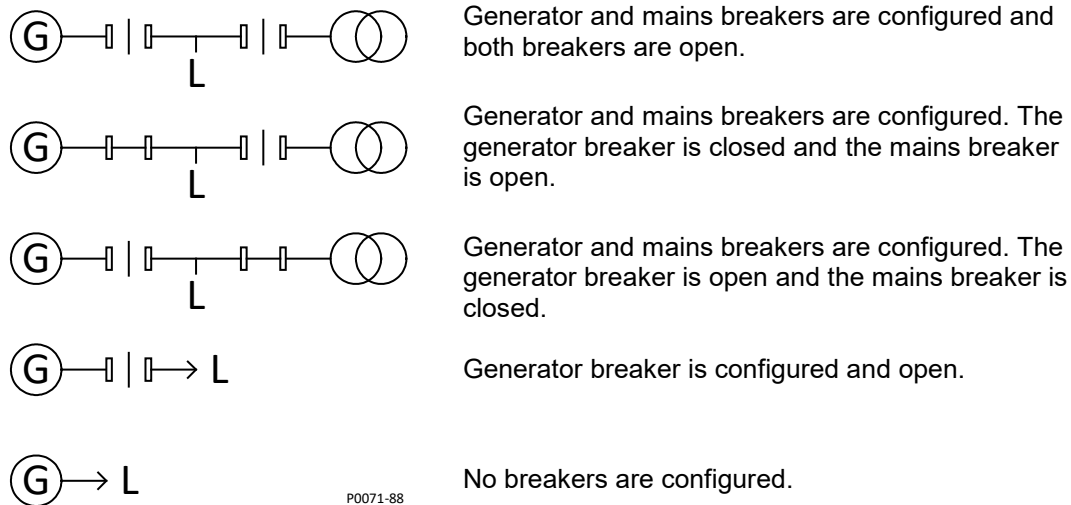 G
L
Generator and mains breakers are configured and
both breakers are open.
G
L
Generator and mains breakers are configured. The
generator breaker is closed and the mains breaker
is open.
G
L
Generator and mains breakers are configured. The
generator breaker is open and the mains breaker is
closed.
G L
Generator breaker is configured and open.
G L
P0071-88
No breakers are configured.